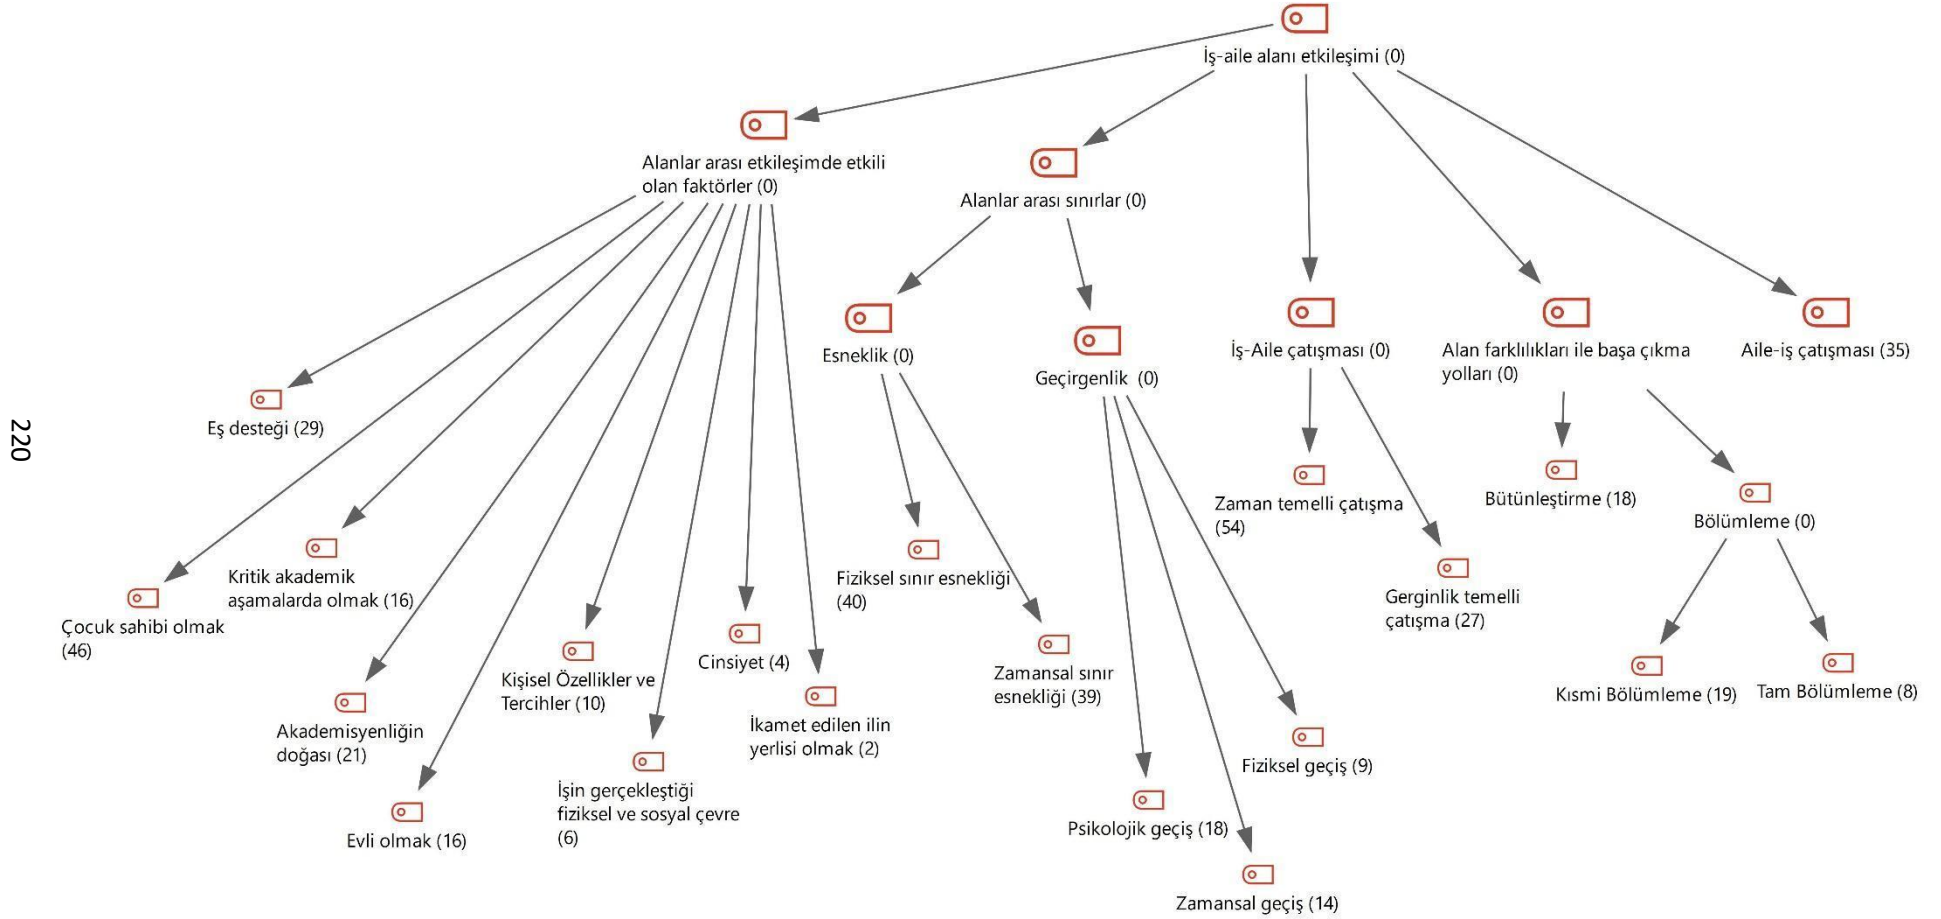 İş-aile alanı etkileşimi (0)
Alanlar arası etkileşimde etkili
olan faktörler (0)
Alanlar arası sınırlar (0)
Esneklik (0)
Geçirgenlik (0)
İş-Aile çatışması (0)
Alan farklılıkları ile başa çıkma
yolları (0)
Aile-iş çatışması (35)
Eş desteği (29)
220
Zaman temelli çatışma
(54)
Bütünleştirme (18)
Bölümleme (0)
Kritik akademik
aşamalarda olmak (16)
Fiziksel sınır esnekliği
(40)
Gerginlik temelli
çatışma (27)
Çocuk sahibi olmak
(46)
Kişisel Özellikler ve
Tercihler (10)
Cinsiyet (4)
Zamansal sınır
esnekliği (39)
Kısmi Bölümleme (19)
Tam Bölümleme (8)
Akademisyenliğin
doğası (21)
İkamet edilen ilin
yerlisi olmak (2)
Fiziksel geçiş (9)
İşin gerçekleştiği
fiziksel ve sosyal çevre
(6)
Evli olmak (16)
Psikolojik geçiş (18)
Zamansal geçiş (14)